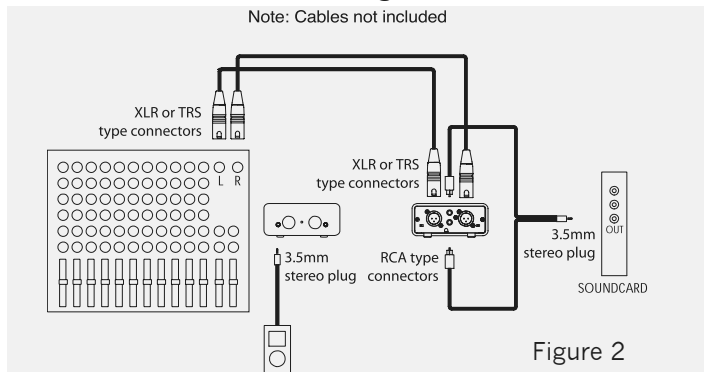 Note: Cables not included
XLR or TRS
type connectors
L R
XLR or TRS
type connectors
3.5mm
stereo plug
RCA type
connectors
3.5mm
stereo plug
OUT
SOUNDCARD
Figure 2